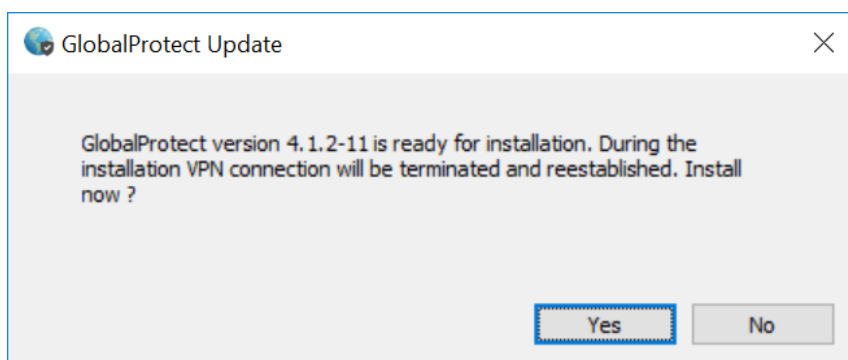 GlobalProtect Update
GlobalProtect version 4.1.2-11 is ready for installation. During the
installation VPN connection will be terminated and reestablished. Install
now ?
Yes No